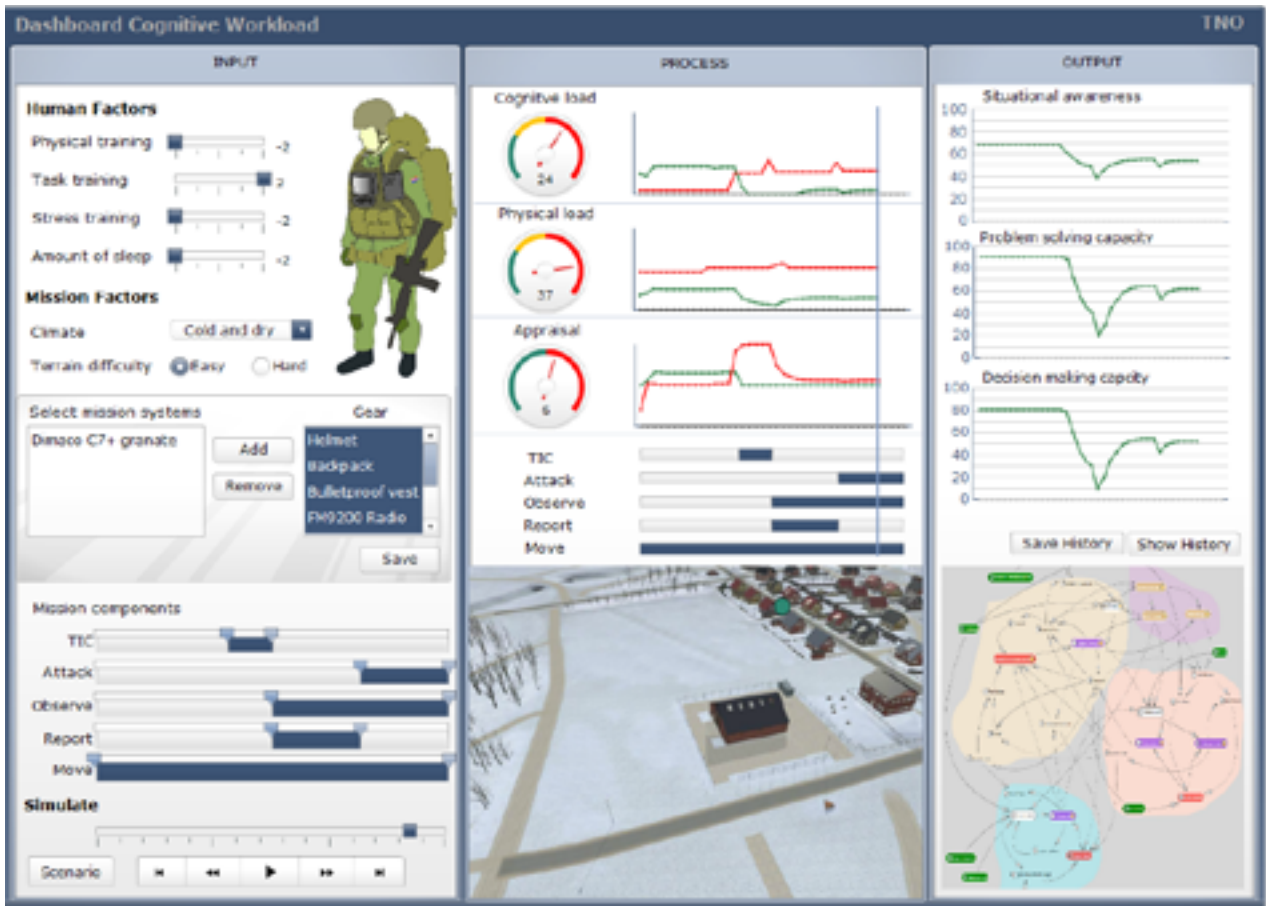 Dashboard Cognitive Workload
TNO
INPUT
Human Factors
Physical training -2
Task training 2
Stress training -2
Amount of sleep -2
Mission Factors
Climate Cold and dry
Terrain difficulty Easy Hard
Select mission systems
Gear
Dimaco C7+ granate
Add
Remove
Helmet
Backpack
Bulletproof vest
FM9200 Radio
Save
Mission components
TIC
Attack
Observe
Report
Move
Simulate
Scenario
PROCESS
Cognitve load
24
Physical load
37
Appraisal
6
TIC
Attack
Observe
Report
Move
OUTPUT
Situational awareness
100
80
60
40
20
0
Problem solving capacity
100
80
60
40
20
0
Decision making capcity
100
80
60
40
20
0
Save History
Show History